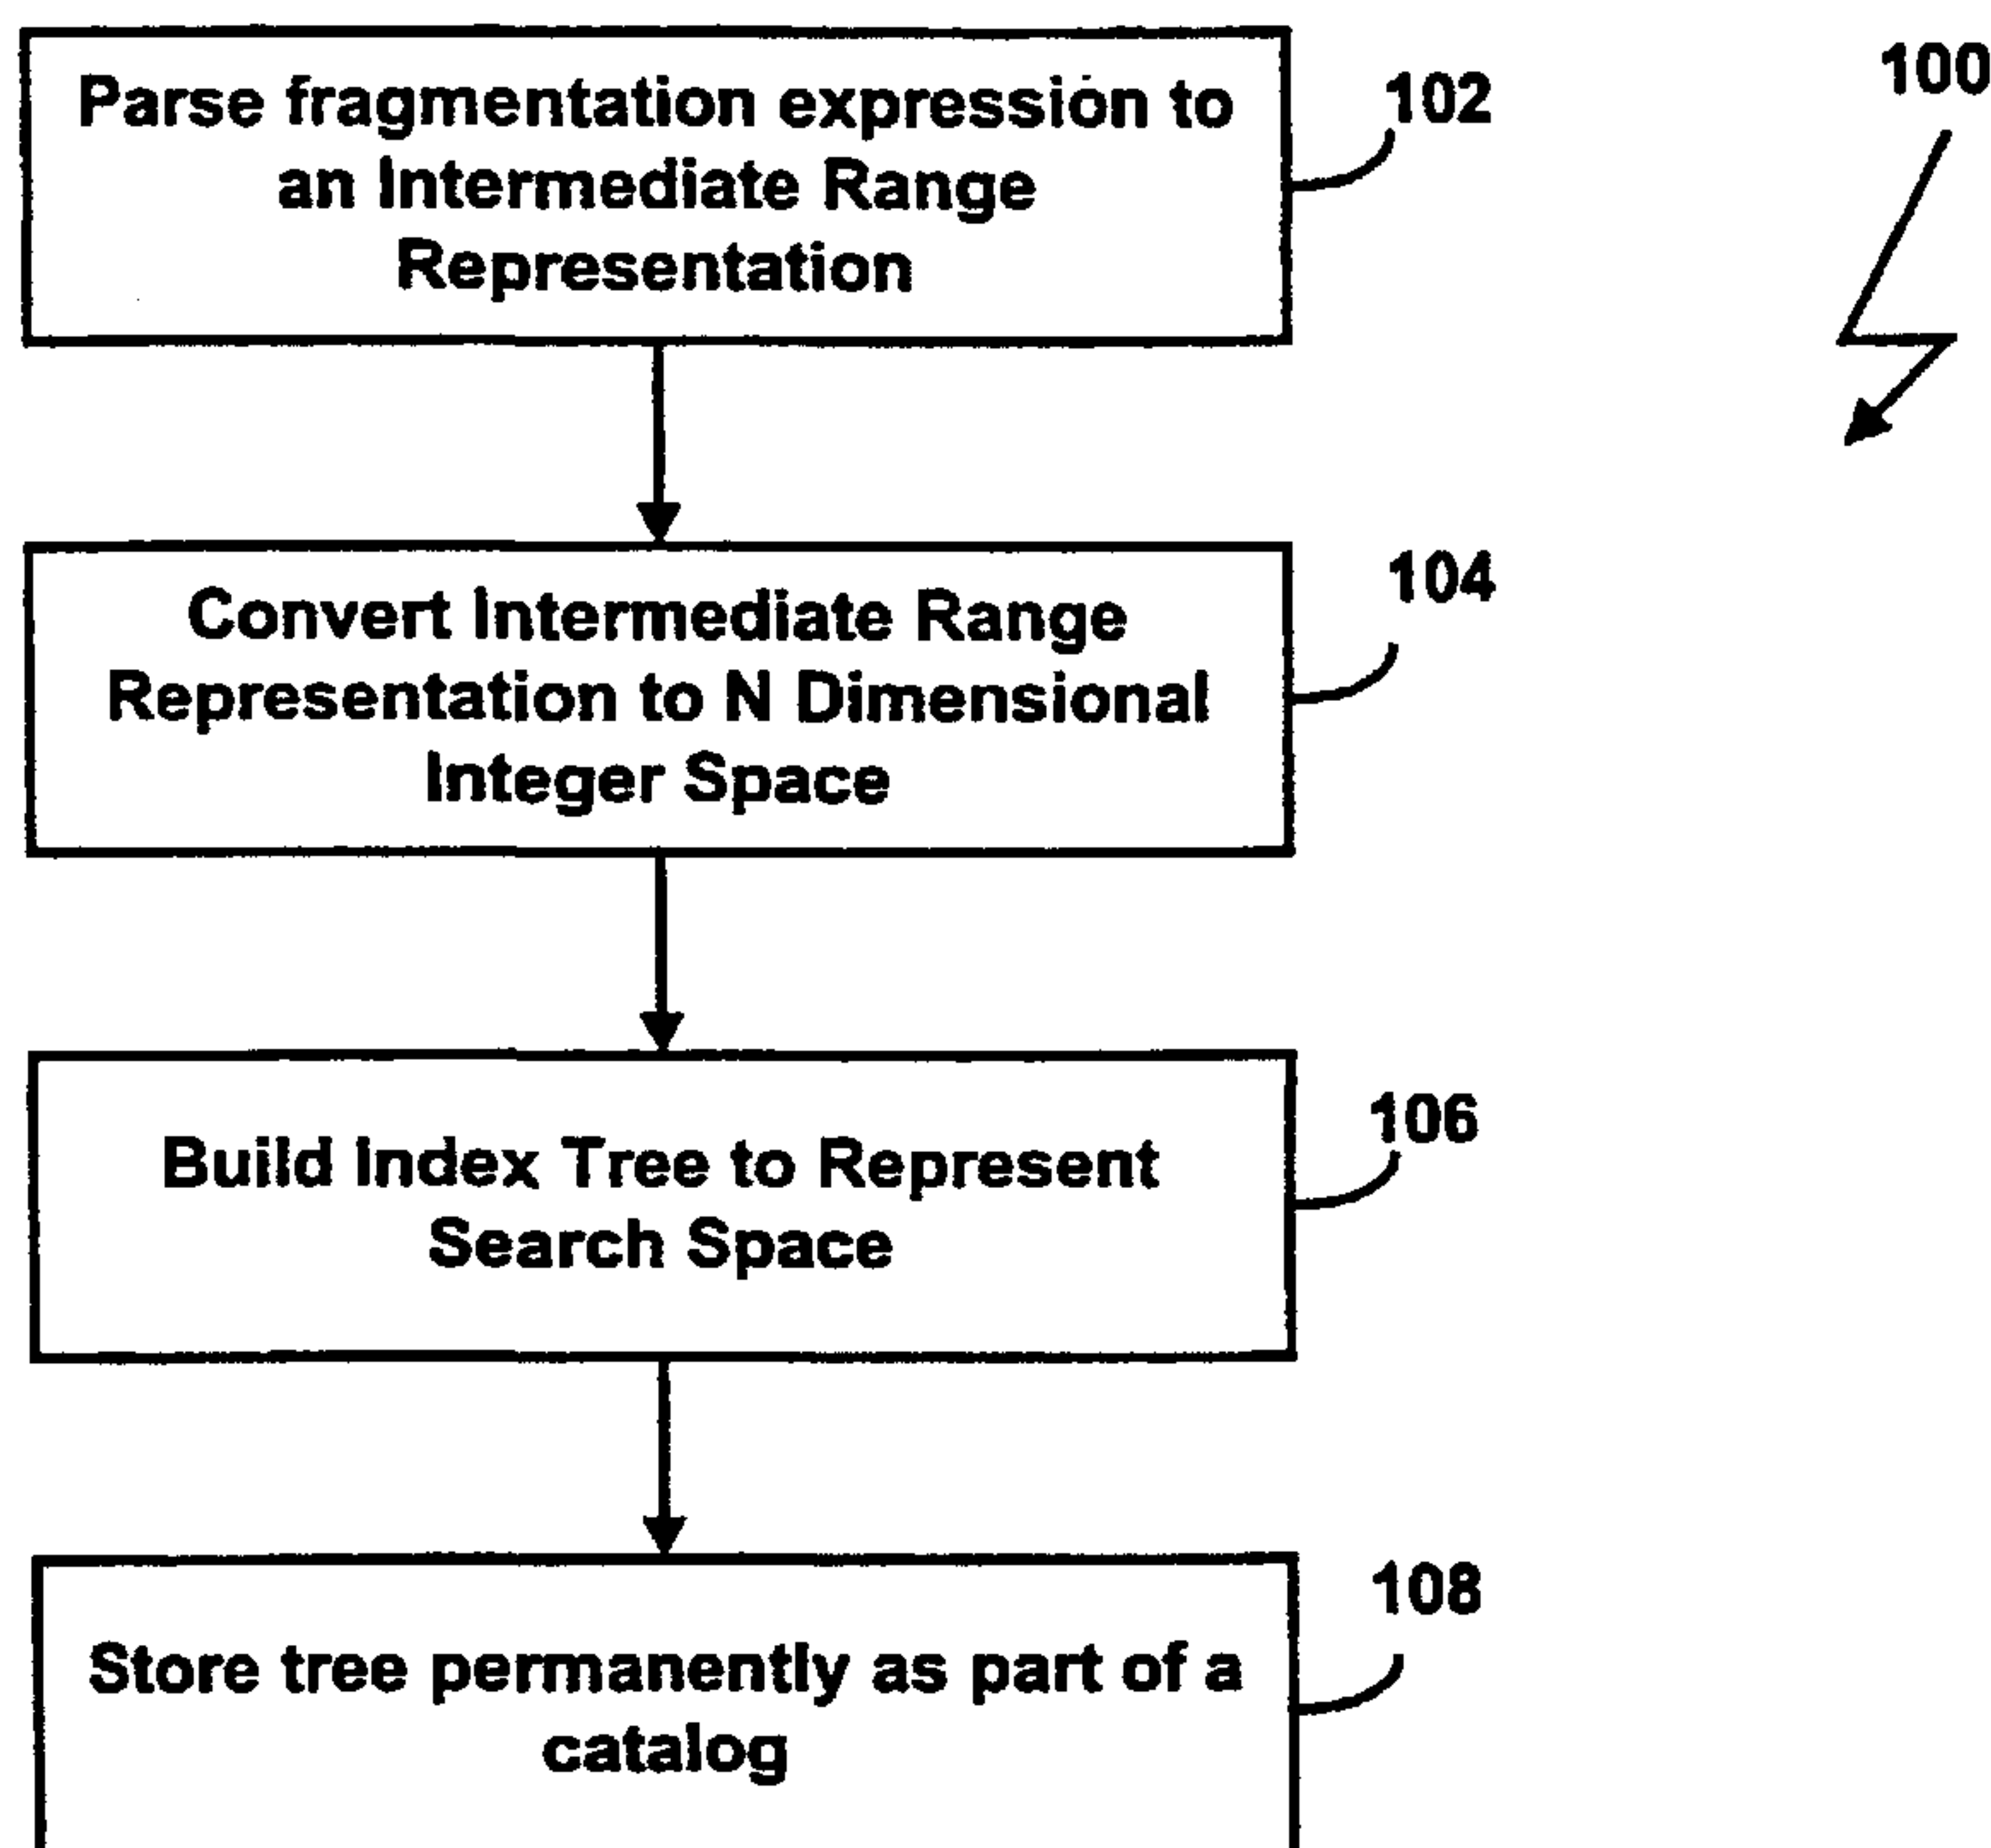 100
Parse fragmentation expression to
an Intermediate Range
Representation
102
Convert Intermediate Range
Representation to N Dimensional
Integer Space
104
Build Index Tree to Represent
Search Space
106
Store tree permanently as part of a
catalog
108